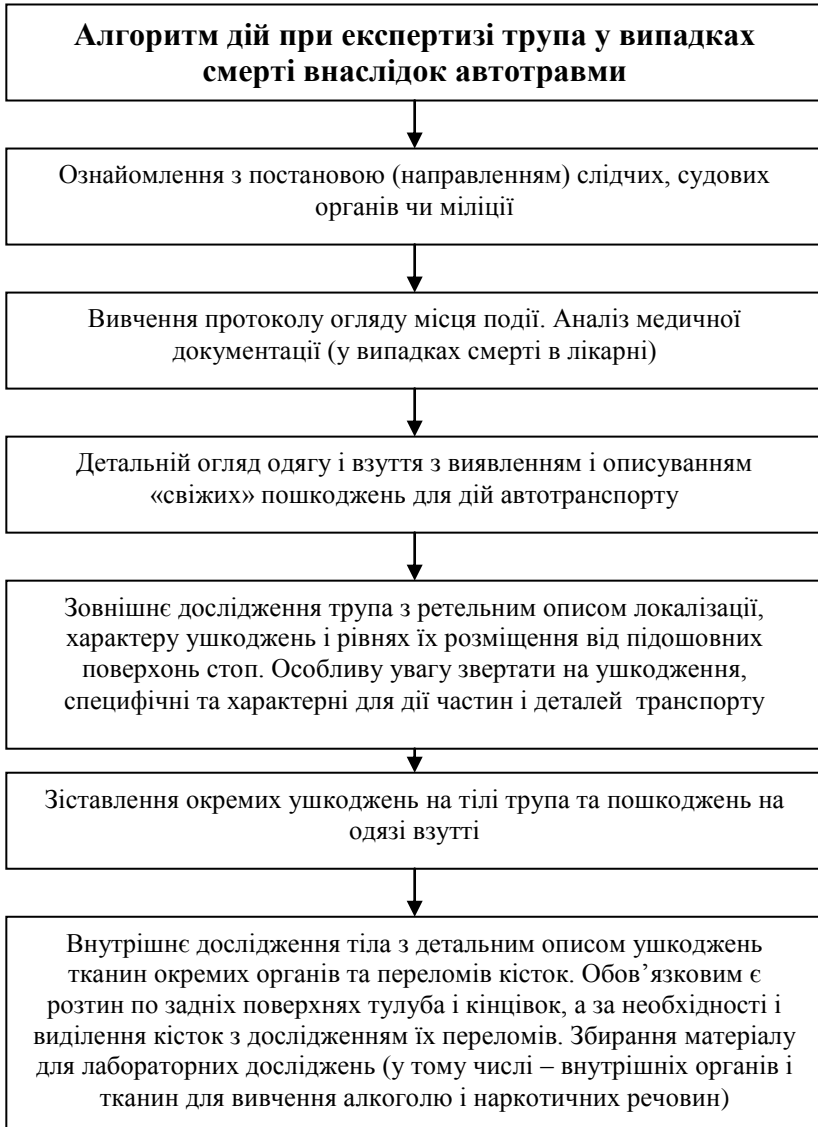 Алгоритм дій при експертизі трупа у випадках
смерті внаслідок автотравми
Ознайомлення з постановою (направленням) слідчих, судових
органів чи міліції
Вивчення протоколу огляду місця події. Аналіз медичної
документації (у випадках смерті в лікарні)
Детальній огляд одягу і взуття з виявленням і описуванням
«свіжих» пошкоджень для дій автотранспорту
Зовнішнє дослідження трупа з ретельним описом локалізації,
характеру ушкоджень і рівнях їх розміщення від підошовних
поверхонь стоп. Особливу увагу звертати на ушкодження,
специфічні та характерні для дії частин і деталей транспорту
Зіставлення окремих ушкоджень на тілі трупа та пошкоджень на
одязі взутті
Внутрішнє дослідження тіла з детальним описом ушкоджень
тканин окремих органів та переломів кісток. Обов’язковим є
розтин по задніх поверхнях тулуба і кінцівок, а за необхідності і
виділення кісток з дослідженням їх переломів. Збирання матеріалу
для лабораторних досліджень (у тому числі – внутрішніх органів і
тканин для вивчення алкоголю і наркотичних речовин)